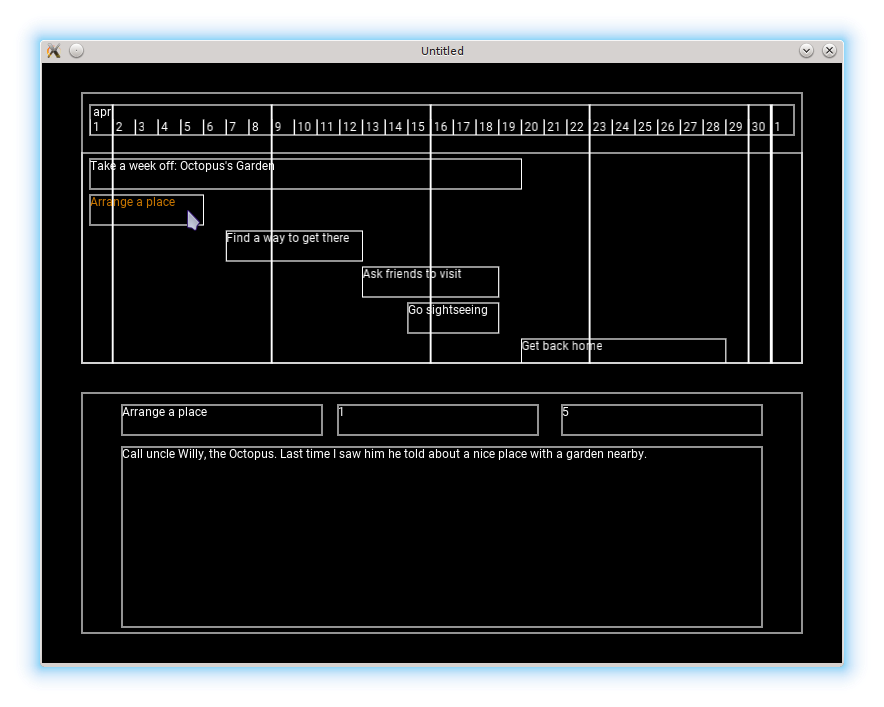 Untitled
apr
1 2 3 4 5 6 7 8 9 10 11 12 13 14 15 16 17 18 19 20 21 22 23 24 25 26 27 28 29 30 1
Take a week off: Octopus's Garden
Arrange a place
Find a way to get there
Ask friends to visit
Go sightseeing
Get back home
Arrange a place 1 5
Call uncle Willy, the Octopus. Last time I saw him he told about a nice place with a garden nearby.